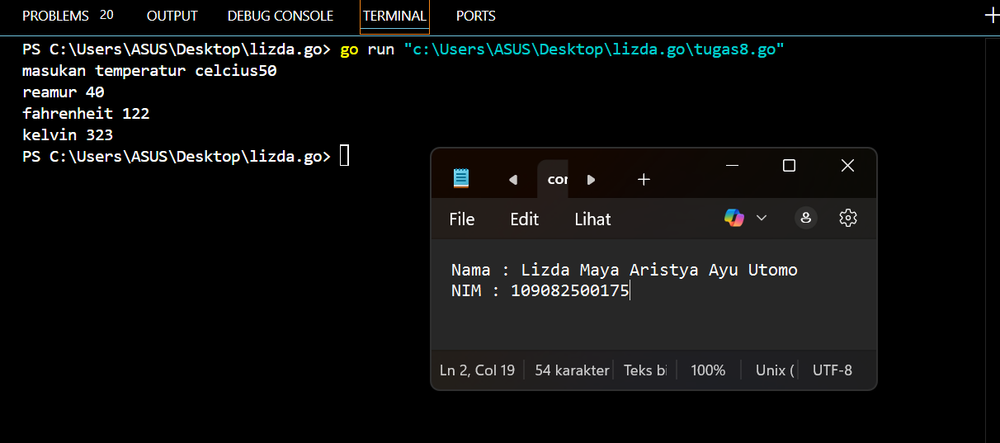 PROBLEMS 20 OUTPUT DEBUG CONSOLE TERMINAL PORTS
PS C:\Users\ASUS\Desktop\lizda.go> go run "c:\Users\ASUS\Desktop\lizda.go\tugas8.go"
masukan temperatur celcius50
reamur 40
fahrenheit 122
kelvin 323
PS C:\Users\ASUS\Desktop\lizda.go>
cor
File Edit Lihat
Nama : Lizda Maya Aristya Ayu Utomo
NIM : 109082500175
Ln 2, Col 19 54 karakter Teks bi 100% Unix ( UTF-8